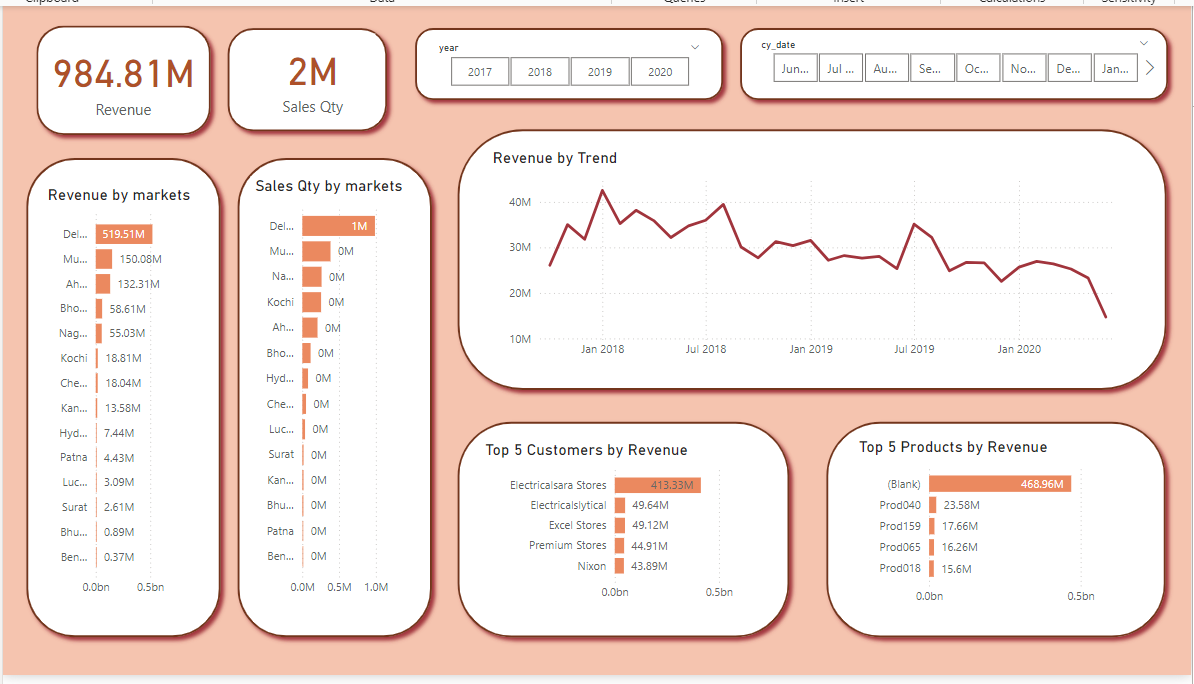 Clipboard
Data
Queries
Insert
Calculations
Sensitivity
984.81M
Revenue
2M
Sales Qty
year
2017
2018
2019
2020
cy_date
Jun...
Jul ...
Au...
Se...
Oc...
No...
De...
Jan...
Revenue by markets
Del... 519.51M
Mu... 150.08M
Ah... 132.31M
Bho... 58.61M
Nag... 55.03M
Kochi 18.81M
Che... 18.04M
Kan... 13.58M
Hyd... 7.44M
Patna 4.43M
Luc... 3.09M
Surat 2.61M
Bhu... 0.89M
Ben... 0.37M
0.0bn 0.5bn
Sales Qty by markets
Del... 1M
Mu... 0M
Na... 0M
Kochi 0M
Ah... 0M
Bho... 0M
Hyd... 0M
Che... 0M
Luc... 0M
Surat 0M
Kan... 0M
Bhu... 0M
Patna 0M
Ben... 0M
0.0M 0.5M 1.0M
Revenue by Trend
40M
30M
20M
10M
Jan 2018 Jul 2018 Jan 2019 Jul 2019 Jan 2020
Top 5 Customers by Revenue
Electricalsara Stores 413.33M
Electricalslytical 49.64M
Excel Stores 49.12M
Premium Stores 44.91M
Nixon 43.89M
0.0bn 0.5bn
Top 5 Products by Revenue
(Blank) 468.96M
Prod040 23.58M
Prod159 17.66M
Prod065 16.26M
Prod018 15.6M
0.0bn 0.5bn